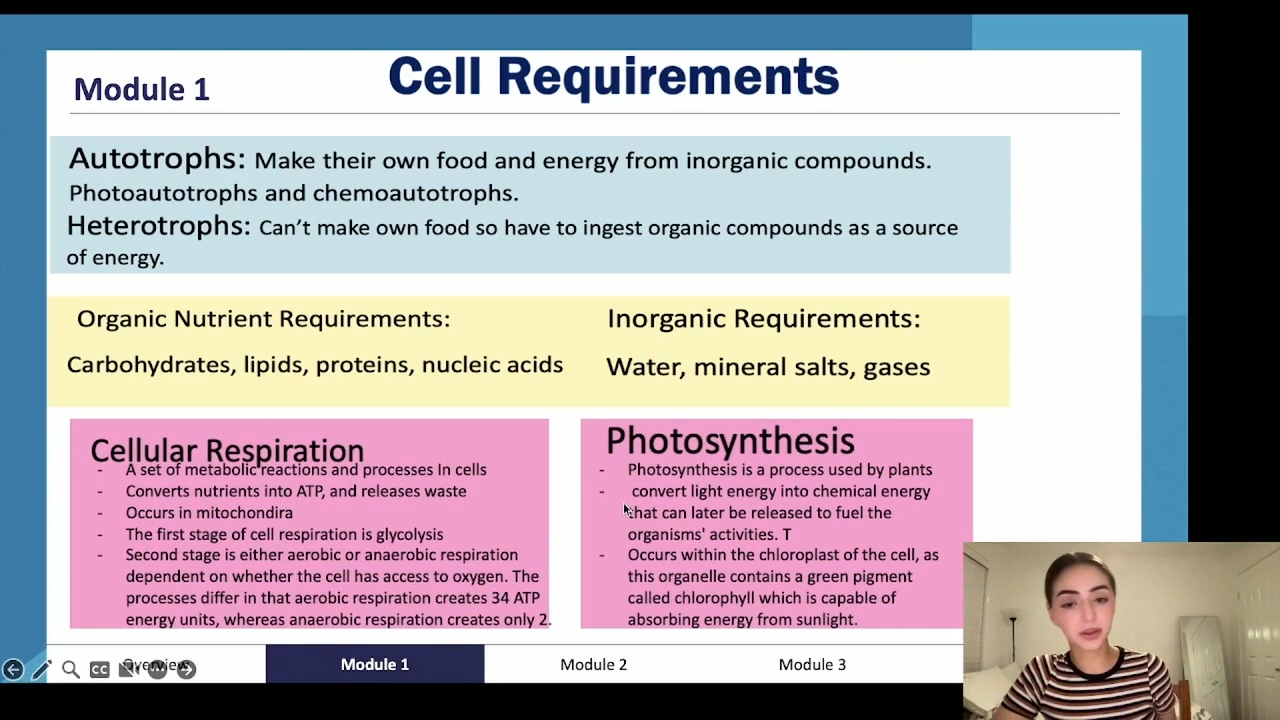 Module 1
Cell Requirements
Autotrophs: Make their own food and energy from inorganic compounds.
Photoautotrophs and chemoautotrophs.
Heterotrophs: Can't make own food so have to ingest organic compounds as a source
of energy.
Organic Nutrient Requirements:
Carbohydrates, lipids, proteins, nucleic acids
Inorganic Requirements:
Water, mineral salts, gases
Cellular Respiration
- A set of metabolic reactions and processes In cells
- Converts nutrients into ATP, and releases waste
- Occurs in mitochondira
- The first stage of cell respiration is glycolysis
- Second stage is either aerobic or anaerobic respiration
dependent on whether the cell has access to oxygen. The
processes differ in that aerobic respiration creates 34 ATP
energy units, whereas anaerobic respiration creates only 2.
Photosynthesis
- Photosynthesis is a process used by plants
- convert light energy into chemical energy
that can later be released to fuel the
organisms' activities. T
- Occurs within the chloroplast of the cell, as
this organelle contains a green pigment
called chlorophyll which is capable of
absorbing energy from sunlight.
CC
Overview
Module 1
Module 2
Module 3